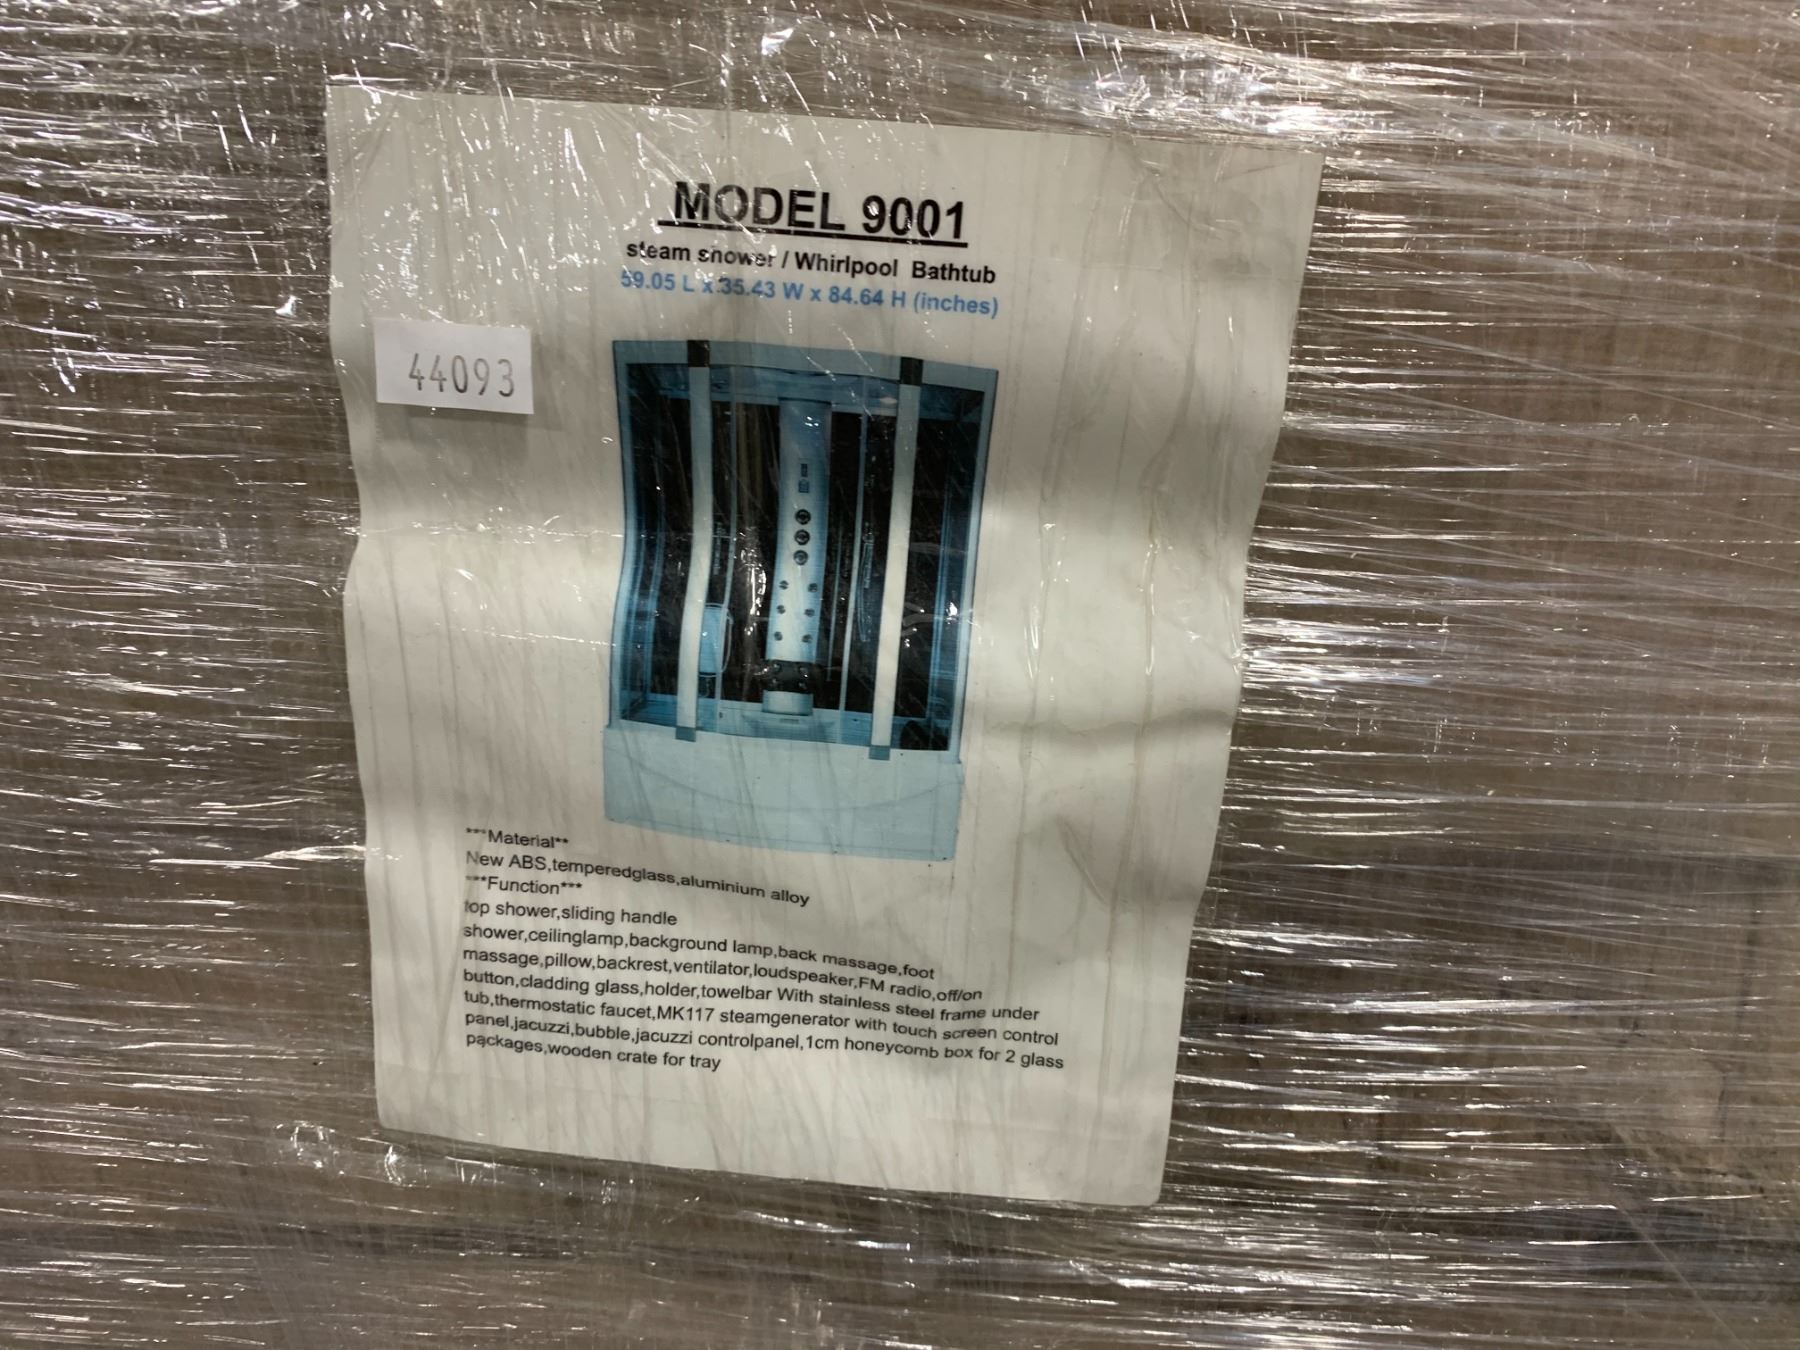 MODEL 9001
steam shower / Whirlpool Bathtub
59.05 L x 35.43 W x 84.64 H (inches)
44093
***Material**
New ABS,temperedglass,aluminium alloy
***Function***
top shower,sliding handle
shower,ceilinglamp,background lamp,back massage,foot
massage,pillow,backrest,ventilator,loudspeaker,FM radio,off/on
button,cladding glass,holder,towelbar With stainless steel frame under
tub,thermostatic faucet,MK117 steamgenerator with touch screen control
panel,jacuzzi,bubble,jacuzzi controlpanel,1cm honeycomb box for 2 glass
packages,wooden crate for tray